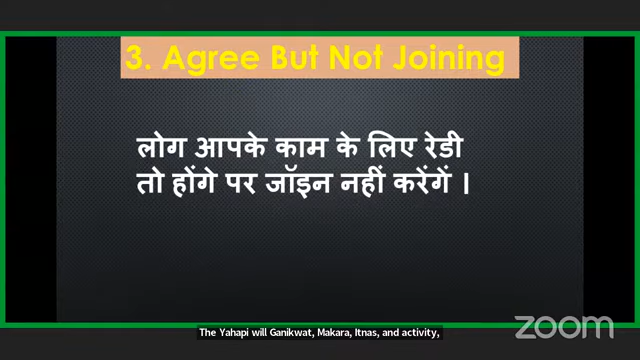 3. Agree But Not Joining
लोग आपके काम के लिए रेडी
तो होंगे पर जॉइन नहीं करेंगें ।
zoom
The Yahapi will Ganikwat, Makara, Itnas, and activity,